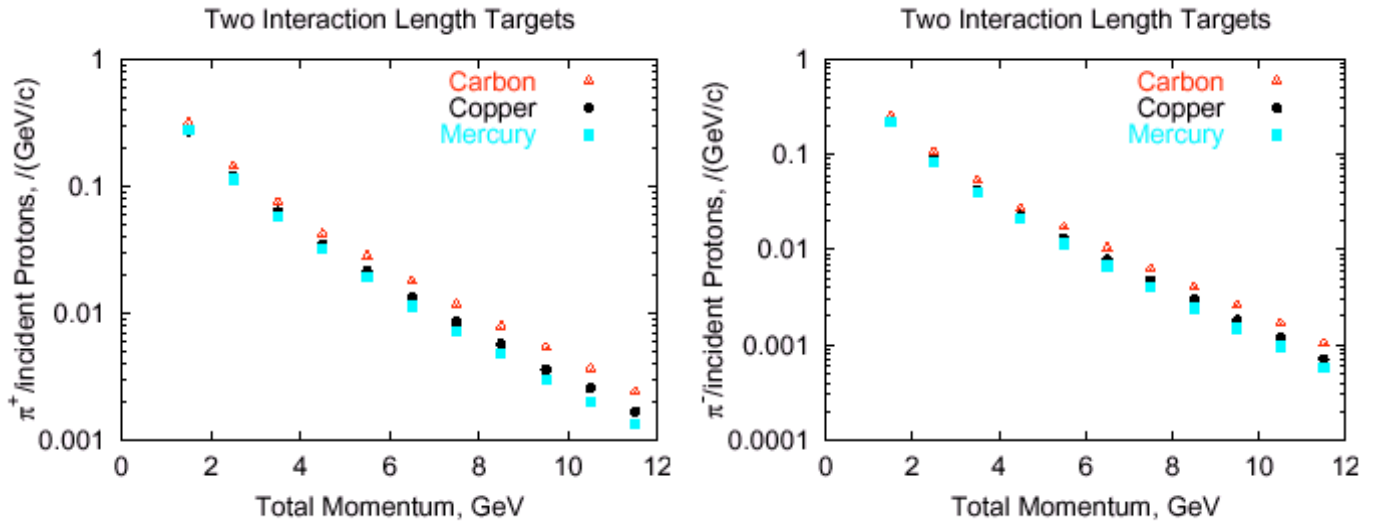 Two Interaction Length Targets
π⁺/incident Protons, /(GeV/c)
1
0.1
0.01
0.001
Carbon
Copper
Mercury
0 2 4 6 8 10 12
Total Momentum, GeV
Two Interaction Length Targets
π⁻/incident Protons, /(GeV/c)
1
0.1
0.01
0.001
0.0001
Carbon
Copper
Mercury
0 2 4 6 8 10 12
Total Momentum, GeV